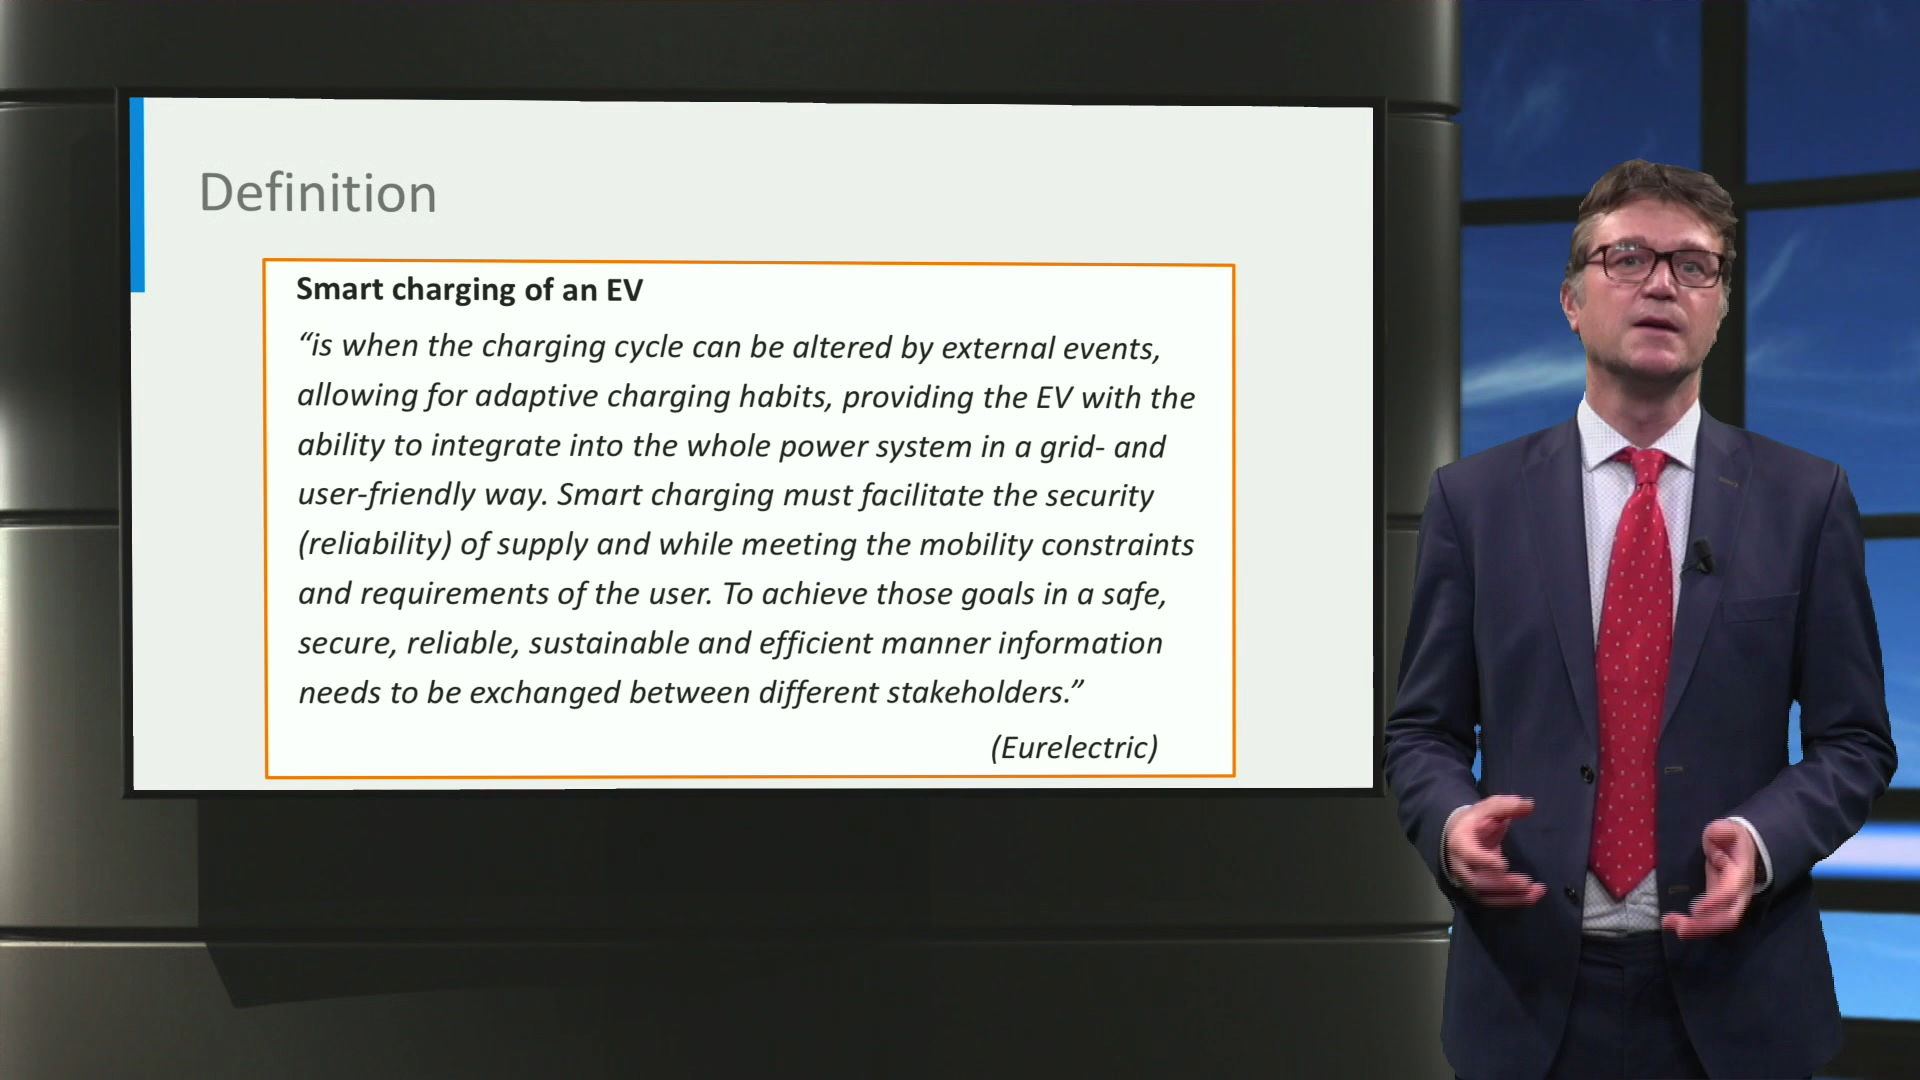 Definition
Smart charging of an EV
“is when the charging cycle can be altered by external events,
allowing for adaptive charging habits, providing the EV with the
ability to integrate into the whole power system in a grid- and
user-friendly way. Smart charging must facilitate the security
(reliability) of supply and while meeting the mobility constraints
and requirements of the user. To achieve those goals in a safe,
secure, reliable, sustainable and efficient manner information
needs to be exchanged between different stakeholders.”
(Eurelectric)